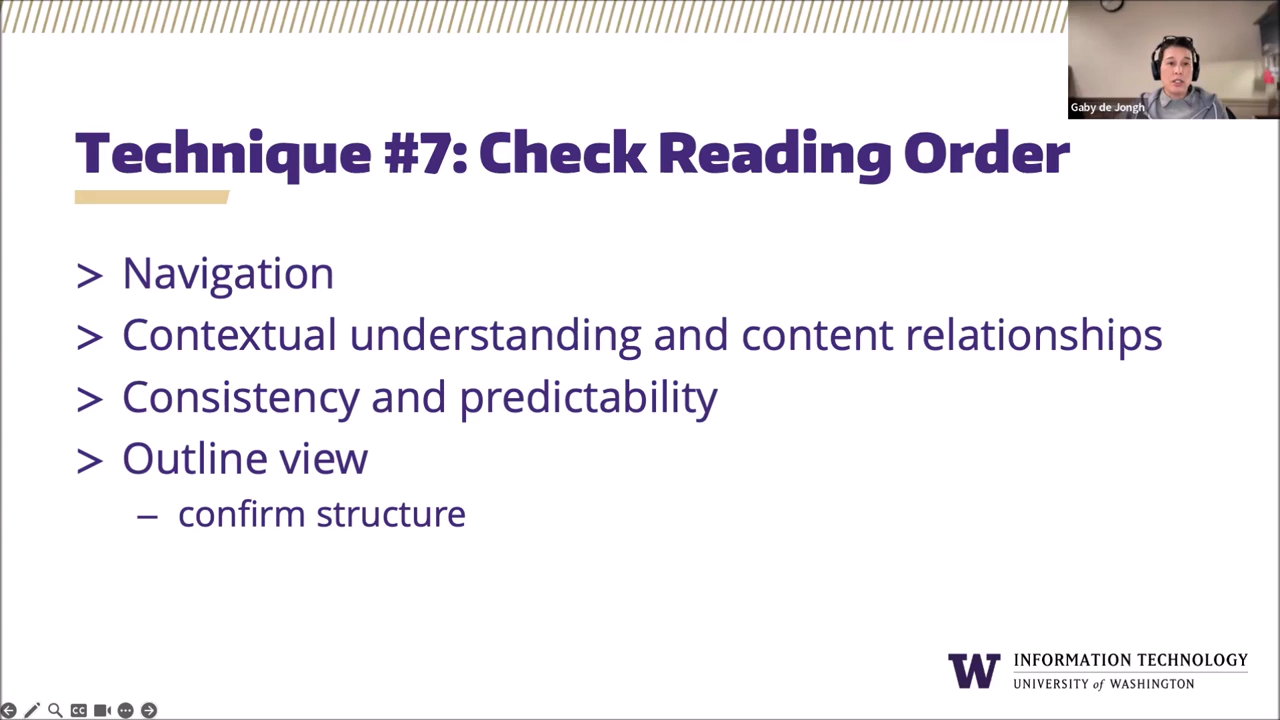 Gaby de Jongh
Technique #7: Check Reading Order
> Navigation
> Contextual understanding and content relationships
> Consistency and predictability
> Outline view
– confirm structure
W INFORMATION TECHNOLOGY
UNIVERSITY of WASHINGTON
CC